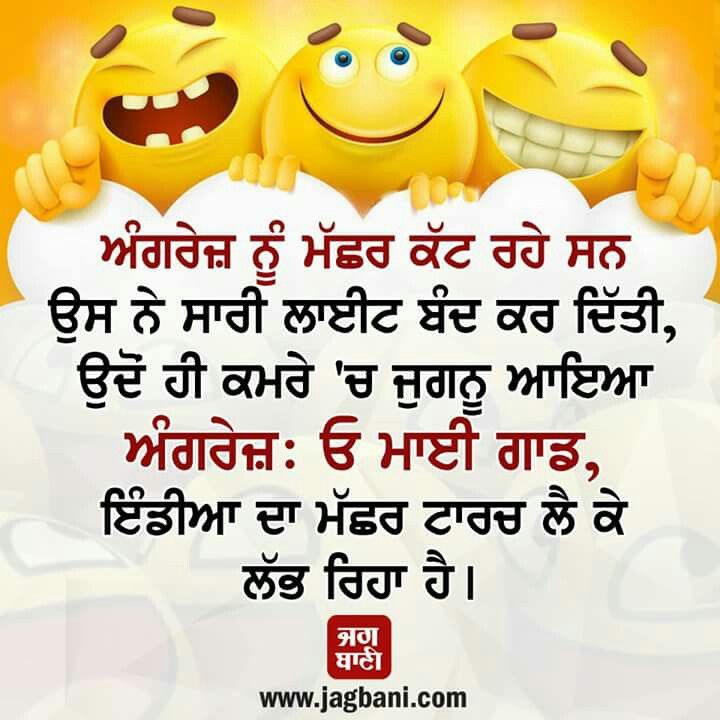 ਅੰਗਰੇਜ਼ ਨੂੰ ਮੱਛਰ ਕੱਟ ਰਹੇ ਸਨ
ਉਸ ਨੇ ਸਾਰੀ ਲਾਈਟ ਬੰਦ ਕਰ ਦਿੱਤੀ,
ਉਦੋਂ ਹੀ ਕਮਰੇ 'ਚ ਜੁਗਨੂ ਆਇਆ
ਅੰਗਰੇਜ਼: ਓ ਮਾਈ ਗਾਡ,
ਇੰਡੀਆ ਦਾ ਮੱਛਰ ਟਾਰਚ ਲੈ ਕੇ
ਲੱਭ ਰਿਹਾ ਹੈ।
ਜਗ
ਬਾਣੀ
www.jagbani.com